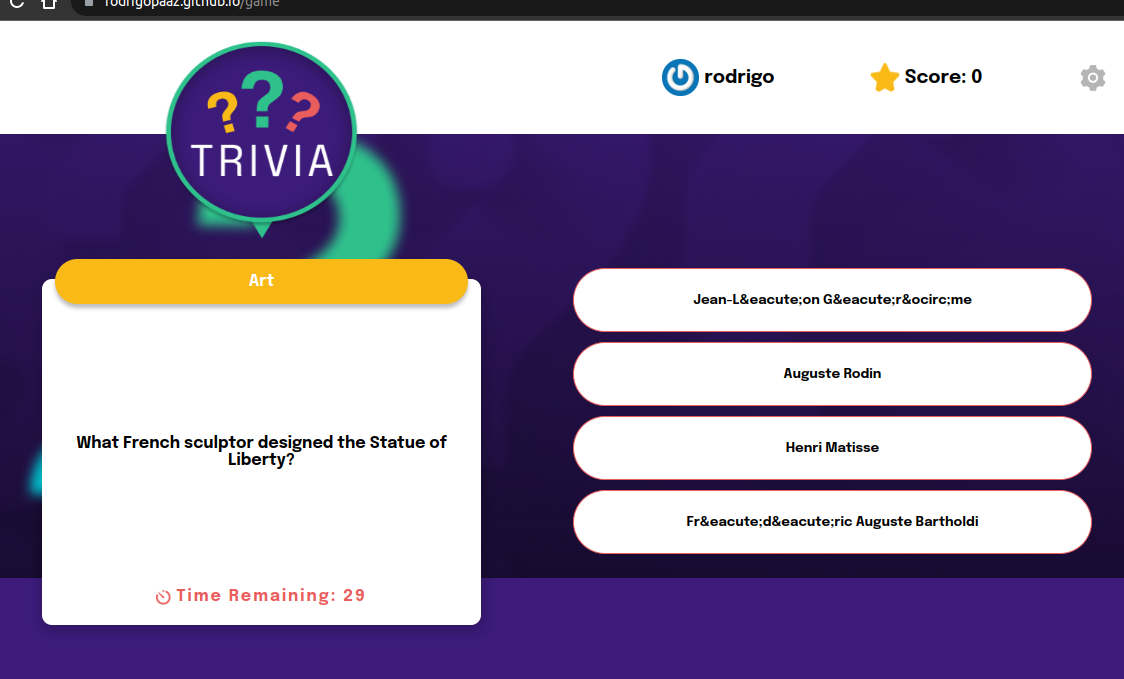 rodrigopaaz.github.io/game
? ? ?
TRIVIA
rodrigo
Score: 0
Art
What French sculptor designed the Statue of
Liberty?
Time Remaining: 29
Jean-L&eacute;on G&eacute;r&ocirc;me
Auguste Rodin
Henri Matisse
Fr&eacute;d&eacute;ric Auguste Bartholdi